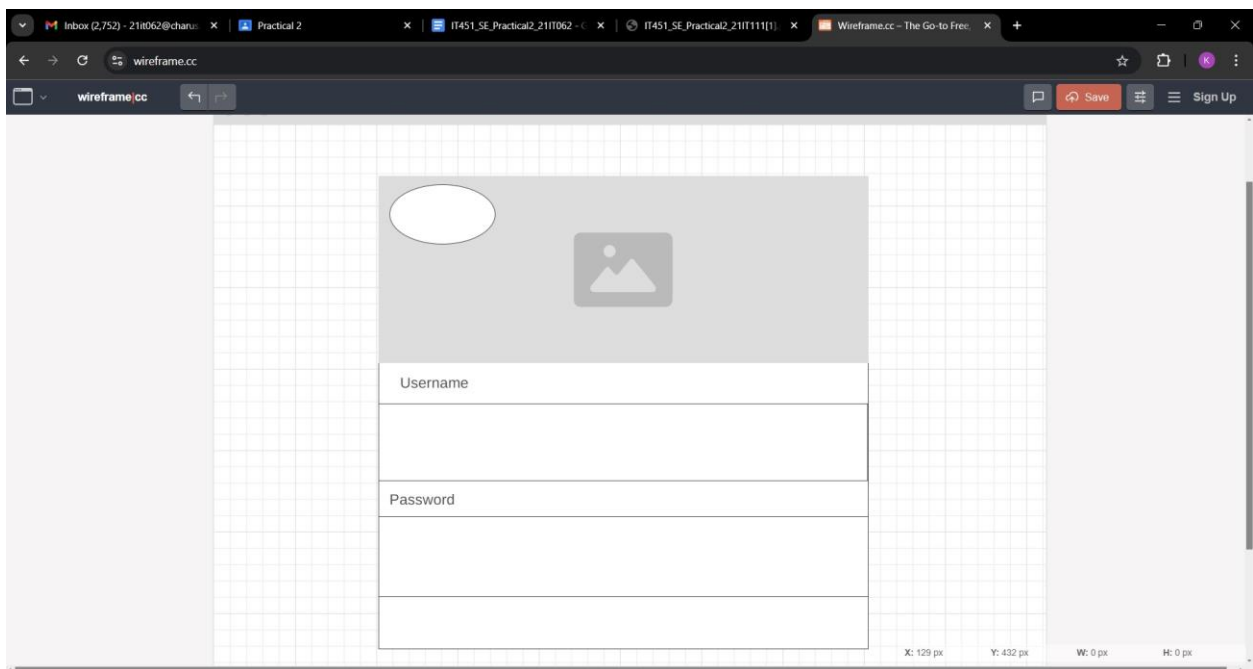 Inbox (2,752) - 21it062@charus
Practical 2
IT451_SE_Practical2_21IT062 -
IT451_SE_Practical2_21IT111[1].
Wireframe.cc – The Go-to Free,
wireframe.cc
K
wireframe|cc
Save
Sign Up
Username
Password
X: 129 px Y: 432 px W: 0 px H: 0 px